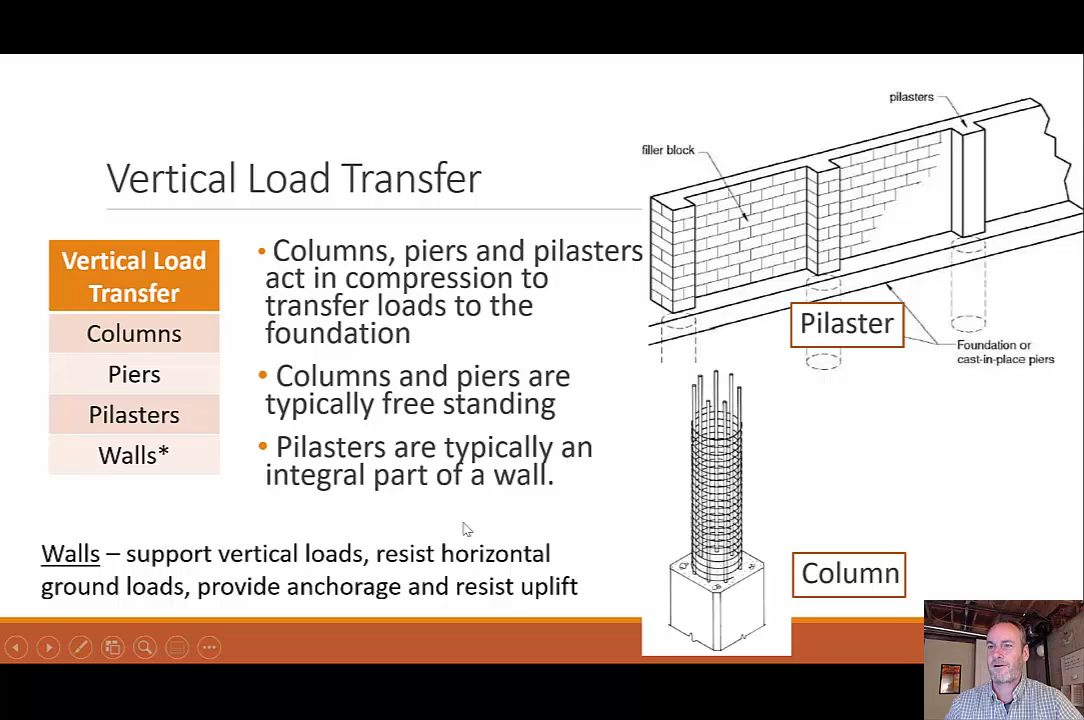 Vertical Load Transfer
Vertical Load
Transfer
Columns
Piers
Pilasters
Walls*
• Columns, piers and pilasters
act in compression to
transfer loads to the
foundation
• Columns and piers are
typically free standing
• Pilasters are typically an
integral part of a wall.
Walls – support vertical loads, resist horizontal
ground loads, provide anchorage and resist uplift
pilasters
filler block
Pilaster
Foundation or
cast-in-place piers
Column